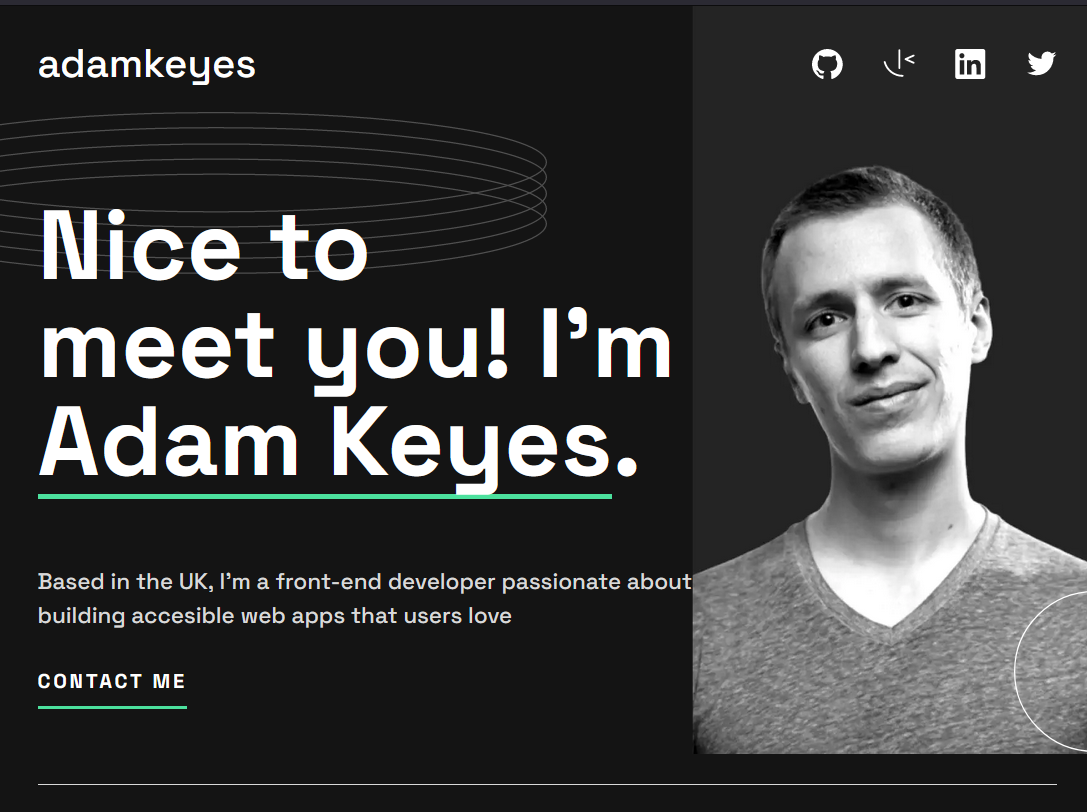 adamkeyes
Nice to
meet you! I’m
Adam Keyes.
Based in the UK, I’m a front-end developer passionate about
building accesible web apps that users love
CONTACT ME